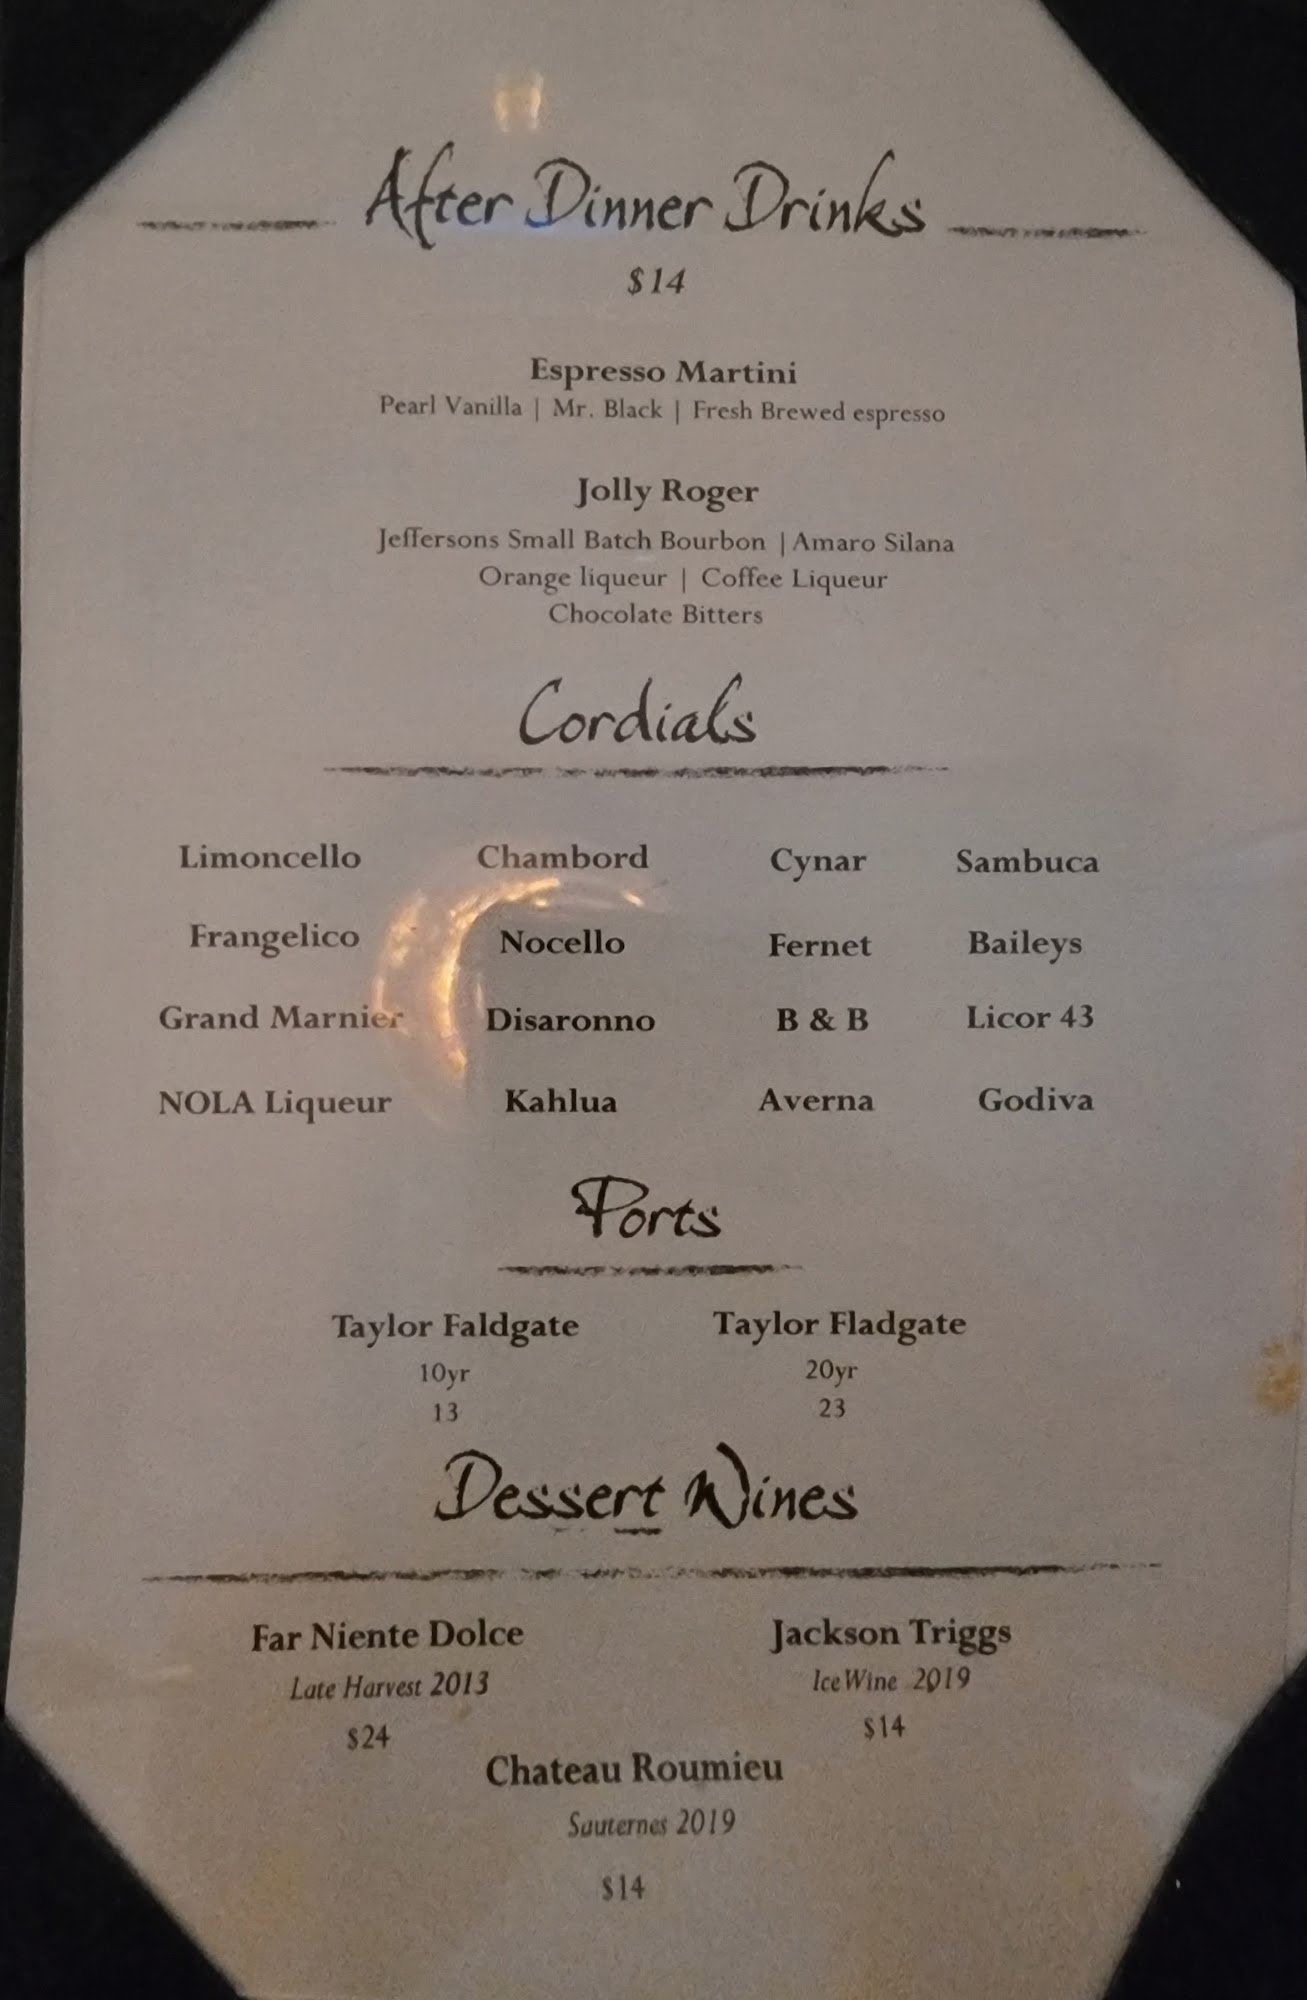 After Dinner Drinks
$14
Espresso Martini
Pearl Vanilla | Mr. Black | Fresh Brewed espresso
Jolly Roger
Jeffersons Small Batch Bourbon | Amaro Silana
Orange liqueur | Coffee Liqueur
Chocolate Bitters
Cordials
Limoncello Chambord Cynar Sambuca
Frangelico Nocello Fernet Baileys
Grand Marnier Disaronno B & B Licor 43
NOLA Liqueur Kahlua Averna Godiva
Ports
Taylor Faldgate Taylor Fladgate
10yr 20yr
13 23
Dessert Wines
Far Niente Dolce Jackson Triggs
Late Harvest 2013 Ice Wine 2019
$24 $14
Chateau Roumieu
Sauternes 2019
$14